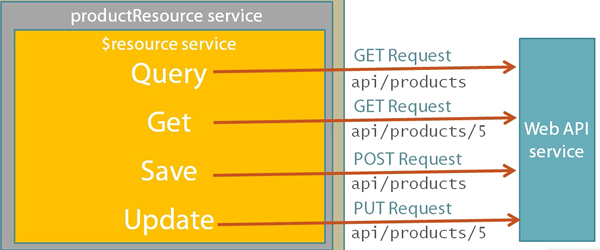 productResource service
$resource service
Query
Get
Save
Update
GET Request
api/products
GET Request
api/products/5
POST Request
api/products
PUT Request
api/products/5
Web API
service